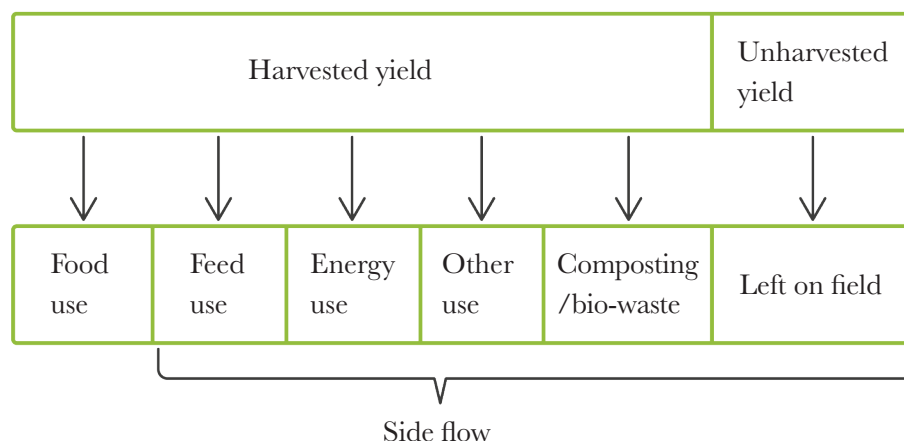 Harvested yield
Unharvested
yield
Food
use
Feed
use
Energy
use
Other
use
Composting
/bio-waste
Left on field
Side flow